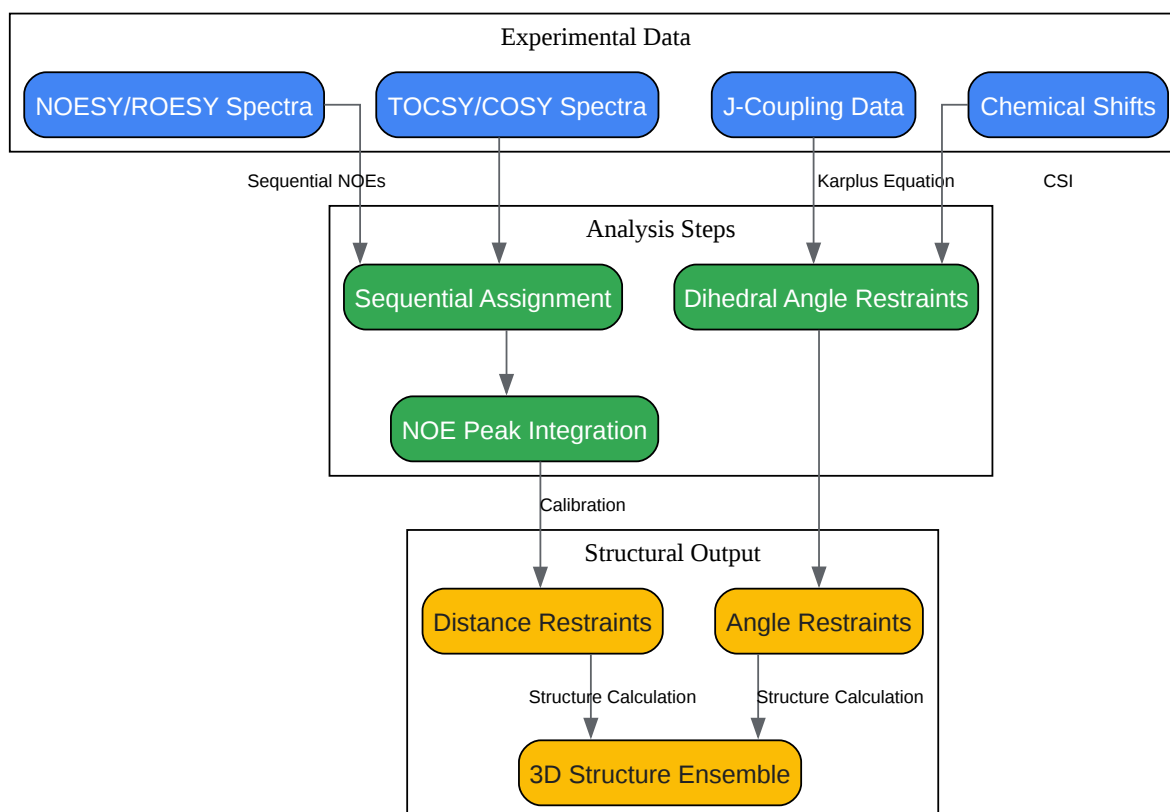 Experimental Data
NOESY/ROESY Spectra
TOCSY/COSY Spectra
J-Coupling Data
Chemical Shifts
Sequential NOEs
Karplus Equation
CSI
Analysis Steps
Sequential Assignment
Dihedral Angle Restraints
NOE Peak Integration
Calibration
Structural Output
Distance Restraints
Angle Restraints
Structure Calculation
Structure Calculation
3D Structure Ensemble